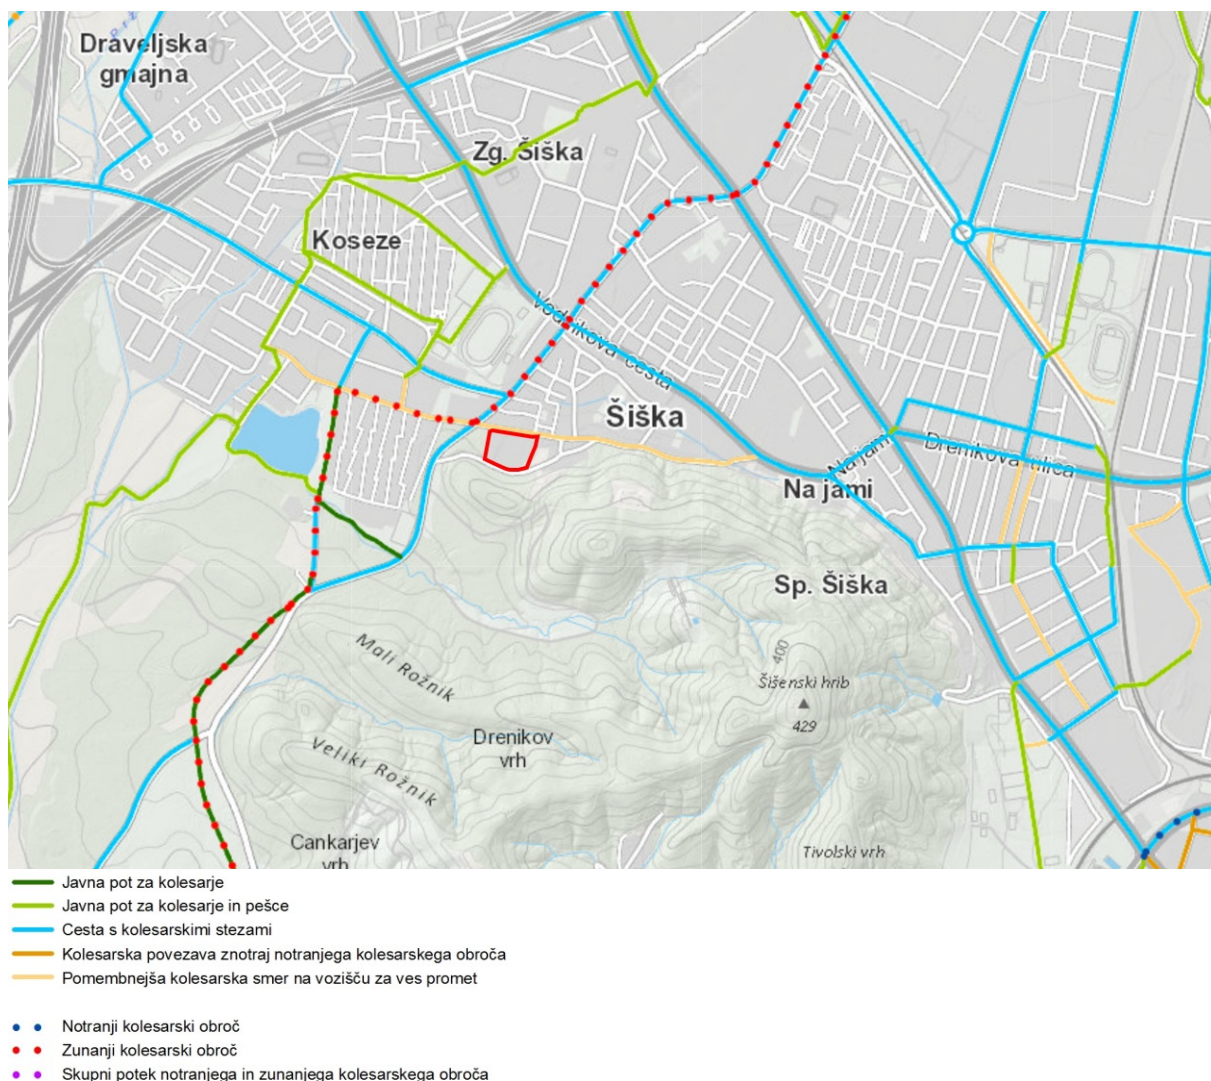 Draveljska
gmajna
Zg. Šiška
Koseze
Vodnikova cesta
Šiška
Na jami
Drenikova ulica
Na jami
Sp. Šiška
Mali Rožnik
400
Šišenski hrib
429
Drenikov
vrh
Veliki Rožnik
Cankarjev
vrh
Tivolski vrh
Javna pot za kolesarje
Javna pot za kolesarje in pešce
Cesta s kolesarskimi stezami
Kolesarska povezava znotraj notranjega kolesarskega obroča
Pomembnejša kolesarska smer na vozišču za ves promet
Notranji kolesarski obroč
Zunanji kolesarski obroč
Skupni potek notranjega in zunanjega kolesarskega obroča